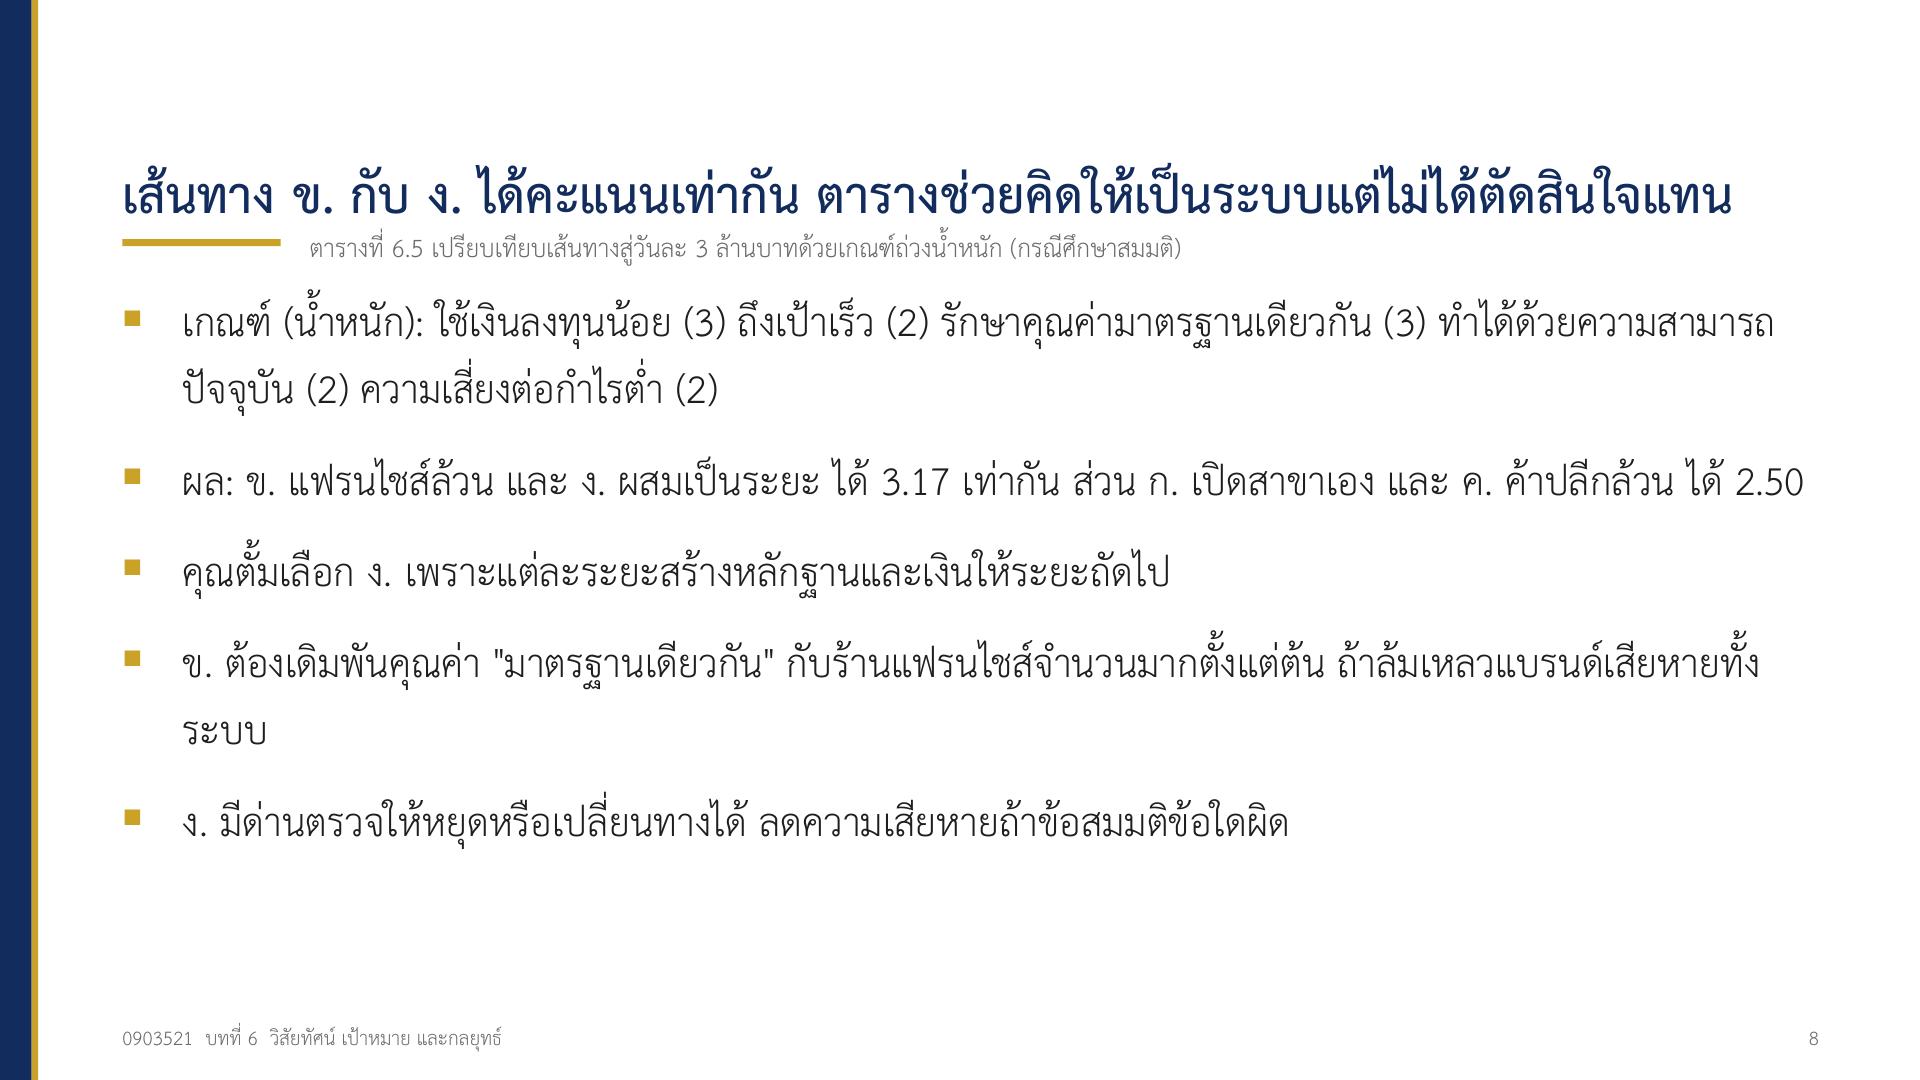 เส้นทาง ข. กับ ง. ได้คะแนนเท่ากัน ตารางช่วยคิดให้เป็นระบบแต่ไม่ได้ตัดสินใจแทน
ตารางที่ 6.5 เปรียบเทียบเส้นทางสู่วันละ 3 ล้านบาทด้วยเกณฑ์ถ่วงน้ำหนัก (กรณีศึกษาสมมติ)
เกณฑ์ (น้ำหนัก): ใช้เงินลงทุนน้อย (3) ถึงเป้าเร็ว (2) รักษาคุณค่ามาตรฐานเดียวกัน (3) ทำได้ด้วยความสามารถ
ปัจจุบัน (2) ความเสี่ยงต่อกำไรต่ำ (2)
ผล: ข. แฟรนไชส์ล้วน และ ง. ผสมเป็นระยะ ได้ 3.17 เท่ากัน ส่วน ก. เปิดสาขาเอง และ ค. ค้าปลีกล้วน ได้ 2.50
คุณตั้มเลือก ง. เพราะแต่ละระยะสร้างหลักฐานและเงินให้ระยะถัดไป
ข. ต้องเดิมพันคุณค่า "มาตรฐานเดียวกัน" กับร้านแฟรนไชส์จำนวนมากตั้งแต่ต้น ถ้าล้มเหลวแบรนด์เสียหายทั้ง
ระบบ
ง. มีด่านตรวจให้หยุดหรือเปลี่ยนทางได้ ลดความเสียหายถ้าข้อสมมติข้อใดผิด
0903521 บทที่ 6 วิสัยทัศน์ เป้าหมาย และกลยุทธ์
8